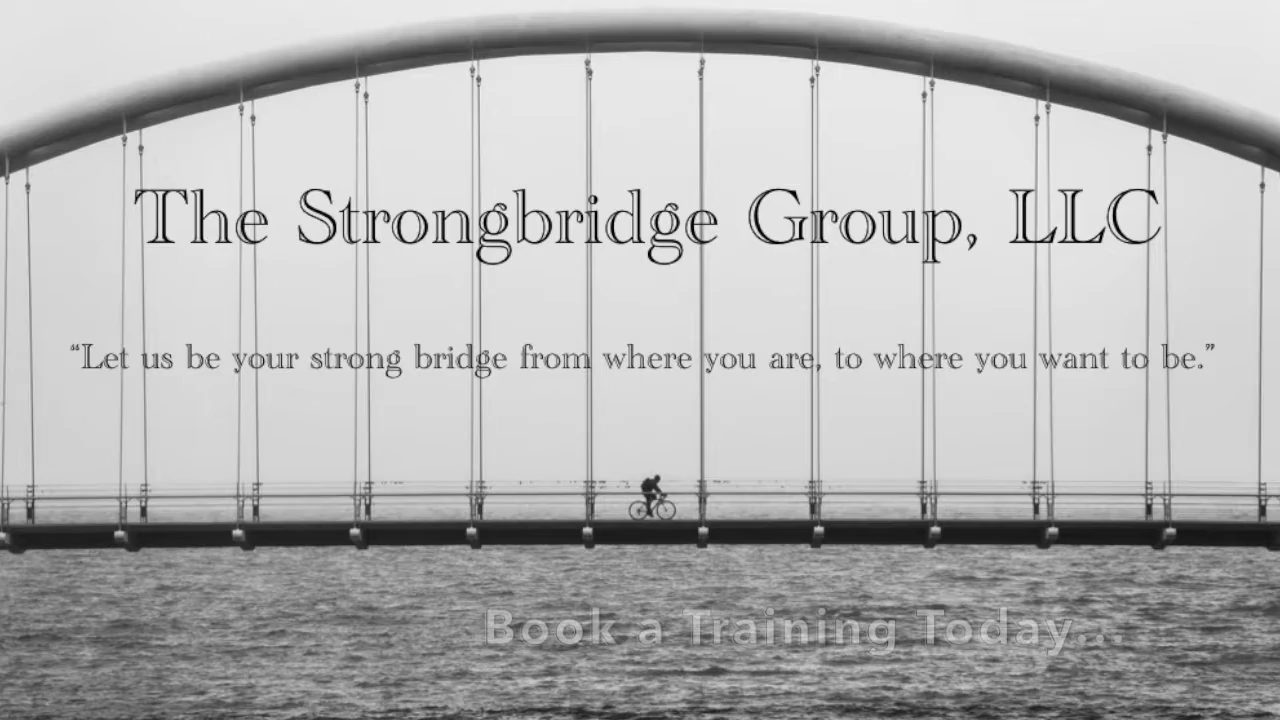 The Strongbridge Group, LLC
“Let us be your strong bridge from where you are, to where you want to be.”
Book a Training Today...